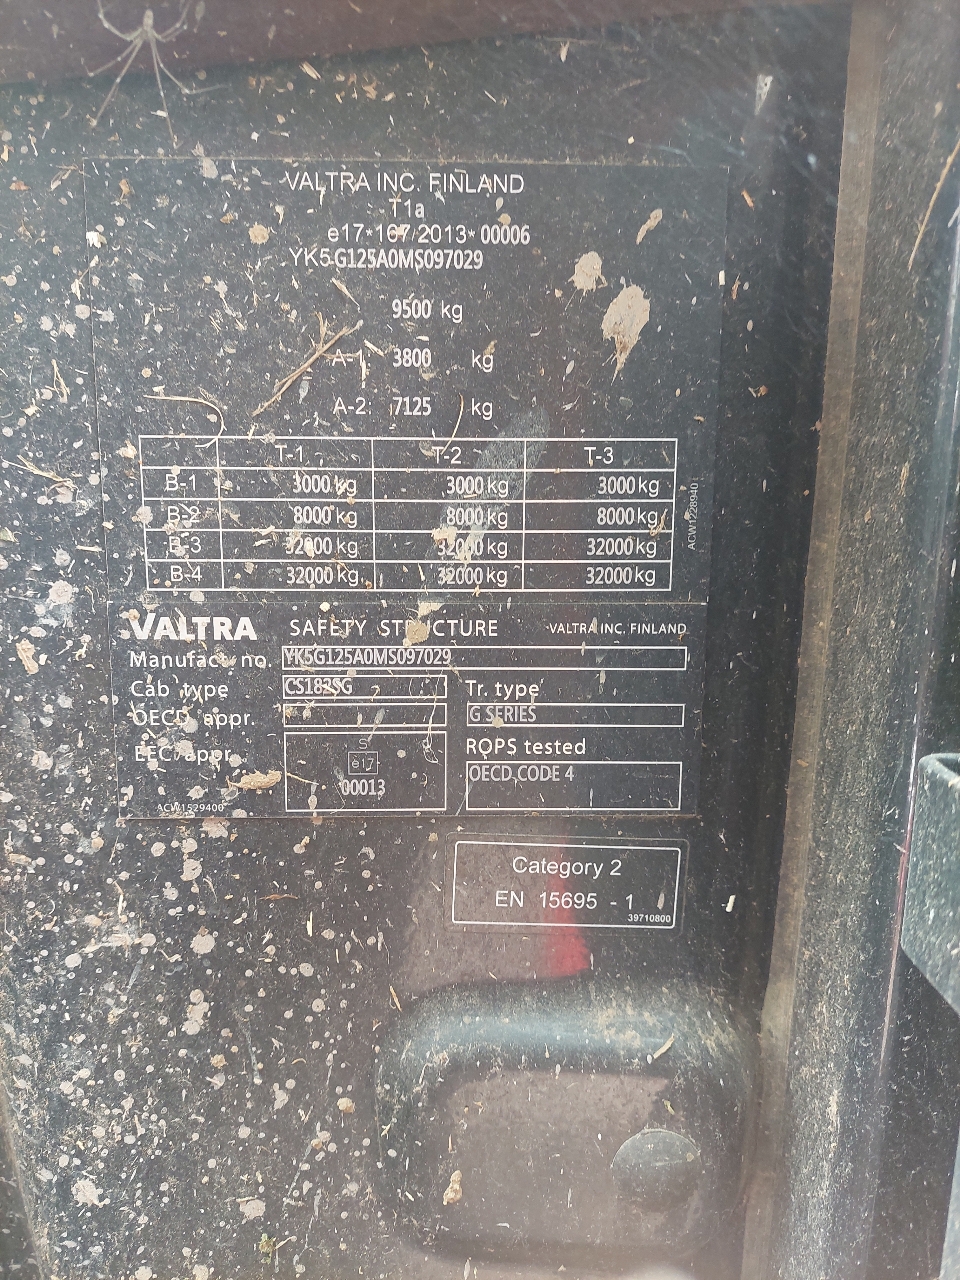 VALTRA INC. FINLAND
T1a
e17*167/2013*00006
YK5G125A0MS097029
9500 kg
A-1: 3800 kg
A-2: 7125 kg
T-1 T-2 T-3
B-1 3000 kg 3000 kg 3000 kg
B-2 8000 kg 8000 kg 8000 kg
B-3 32000 kg 32000 kg 32000 kg
B-4 32000 kg 32000 kg 32000 kg
ACW1228940
VALTRA SAFETY STRUCTURE VALTRA INC. FINLAND
Manufact. no. YK5G125A0MS097029
Cab type CS182SG Tr. type
OECD appr. G SERIES
EEC appr. S ROPS tested
e17 OECD CODE 4
00013
ACW1529400
Category 2
EN 15695 - 1
39710800